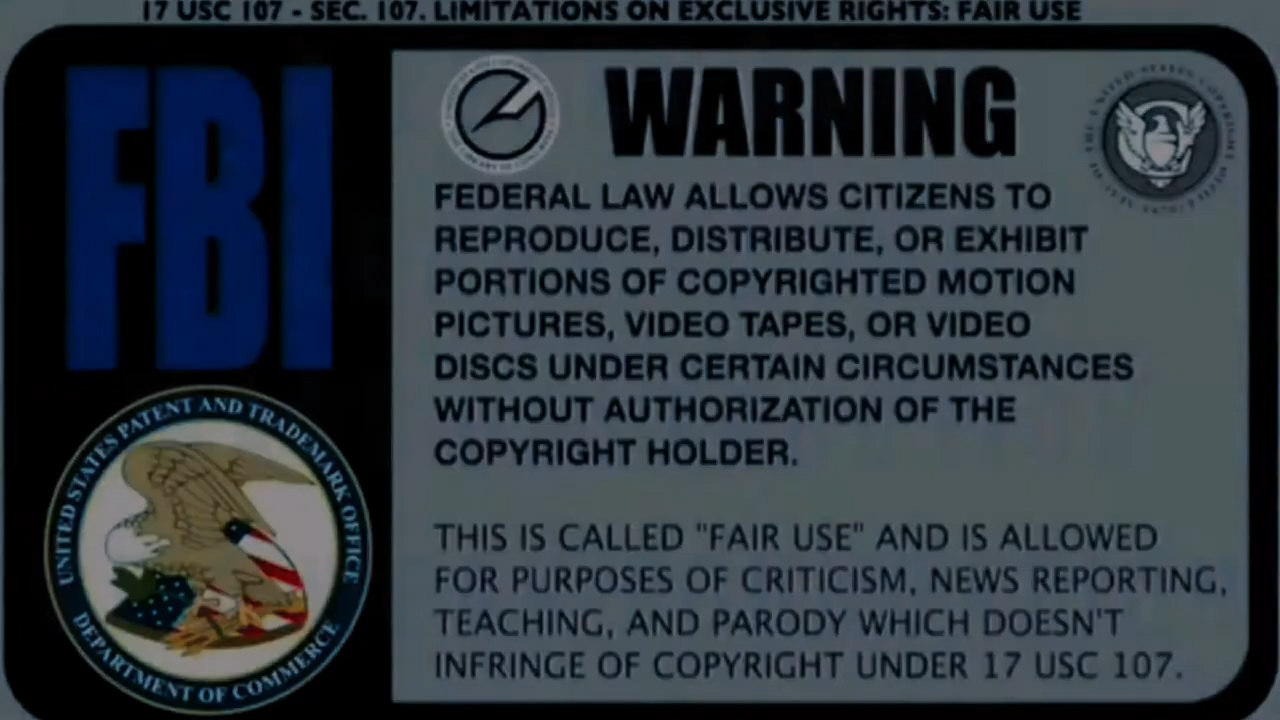 17 USC 107 - SEC. 107. LIMITATIONS ON EXCLUSIVE RIGHTS: FAIR USE
FBI
WARNING
FEDERAL LAW ALLOWS CITIZENS TO
REPRODUCE, DISTRIBUTE, OR EXHIBIT
PORTIONS OF COPYRIGHTED MOTION
PICTURES, VIDEO TAPES, OR VIDEO
DISCS UNDER CERTAIN CIRCUMSTANCES
WITHOUT AUTHORIZATION OF THE
COPYRIGHT HOLDER.
THIS IS CALLED "FAIR USE" AND IS ALLOWED
FOR PURPOSES OF CRITICISM, NEWS REPORTING,
TEACHING, AND PARODY WHICH DOESN'T
INFRINGE OF COPYRIGHT UNDER 17 USC 107.
UNITED STATES PATENT AND TRADEMARK OFFICE
DEPARTMENT OF COMMERCE